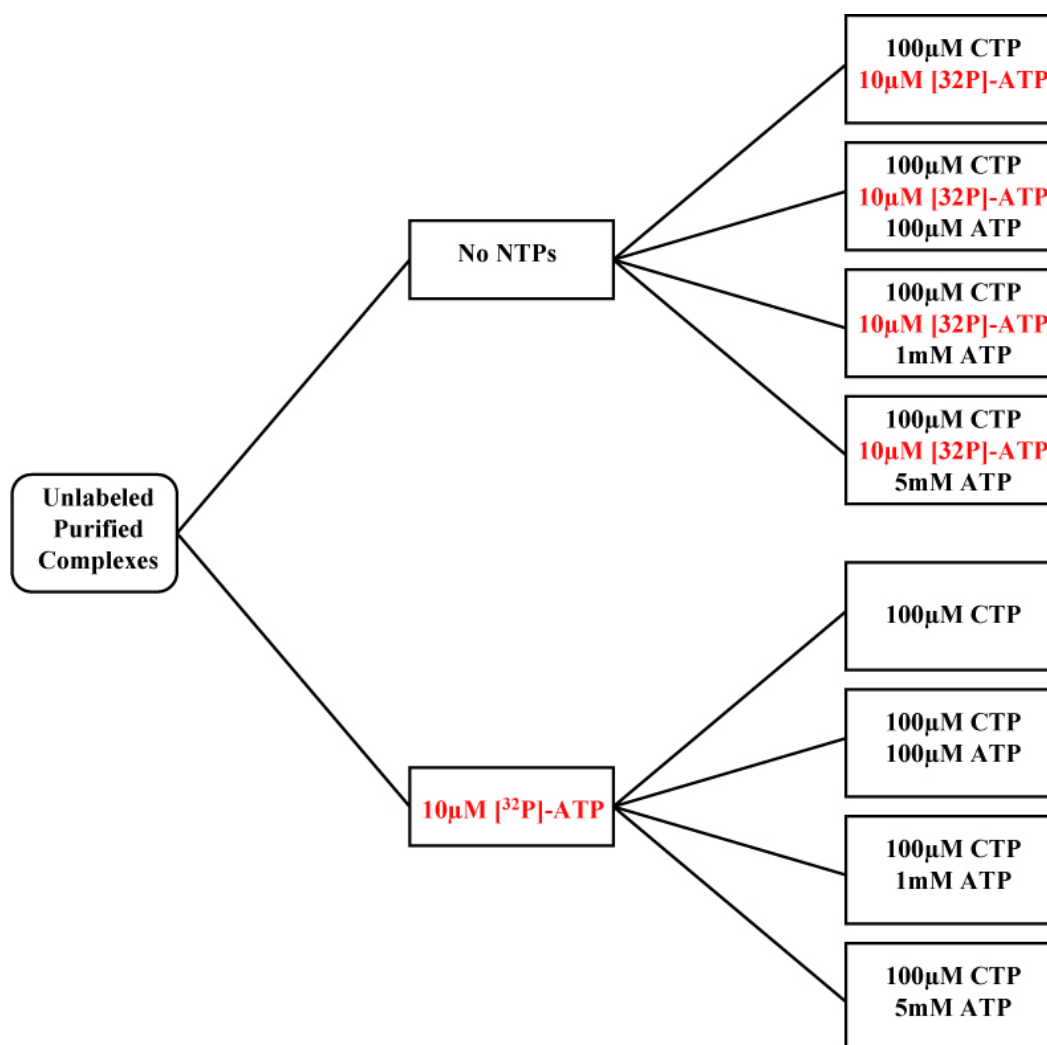 100µM CTP
10µM [32P]-ATP
100µM CTP
10µM [32P]-ATP
100µM ATP
No NTPs
100µM CTP
10µM [32P]-ATP
1mM ATP
100µM CTP
10µM [32P]-ATP
5mM ATP
Unlabeled
Purified
Complexes
100µM CTP
100µM CTP
100µM ATP
10µM [³²P]-ATP
100µM CTP
1mM ATP
100µM CTP
5mM ATP